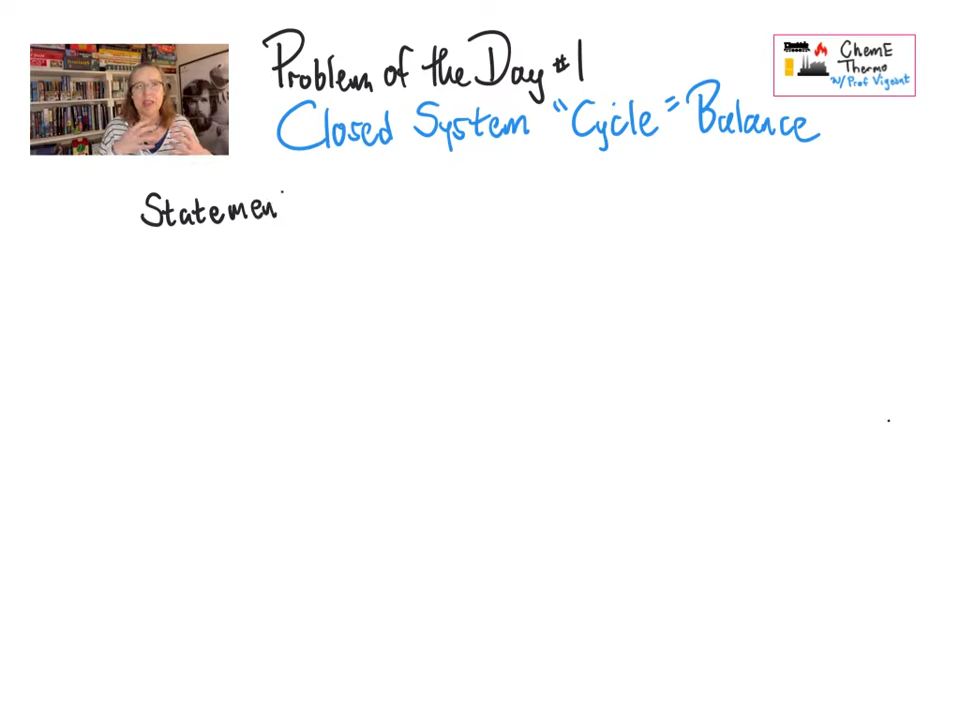 Problem of the Day #1
Closed System "Cycle" Balance
ChemE
Thermo
w/ Prof Vigeant
Statemen